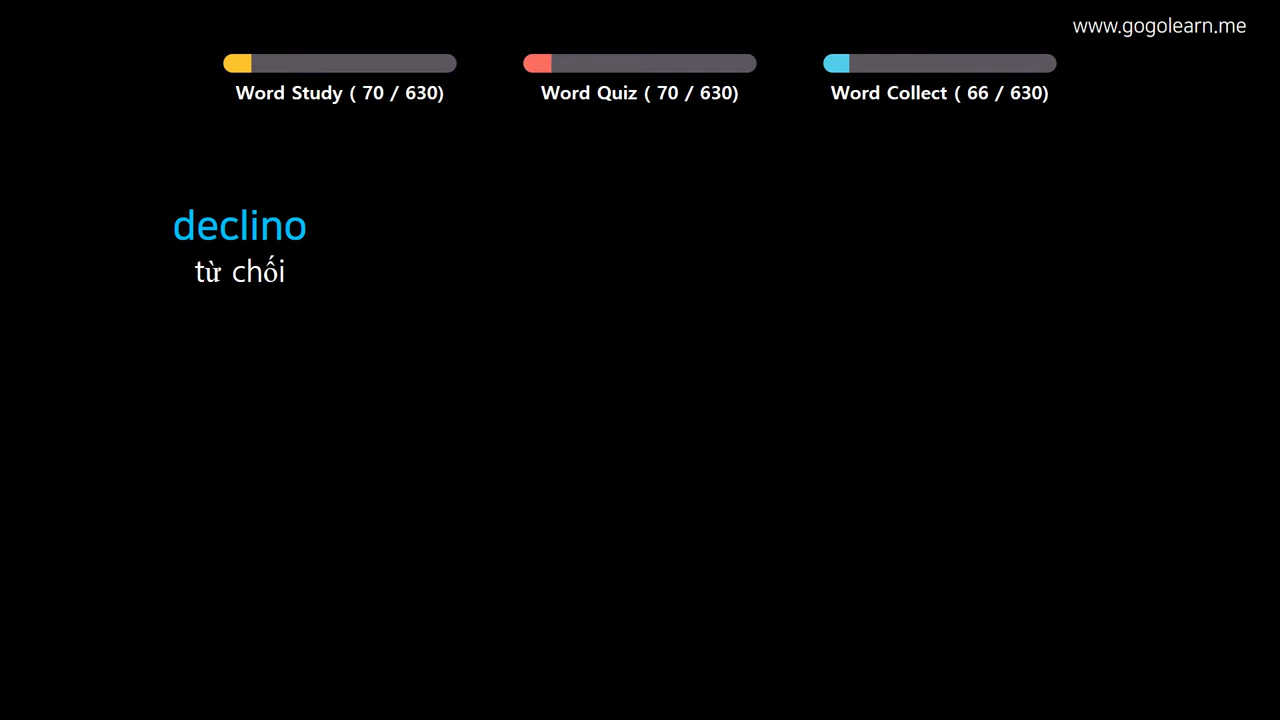 www.gogolearn.me
Word Study ( 70 / 630)
Word Quiz ( 70 / 630)
Word Collect ( 66 / 630)
declino
từ chối